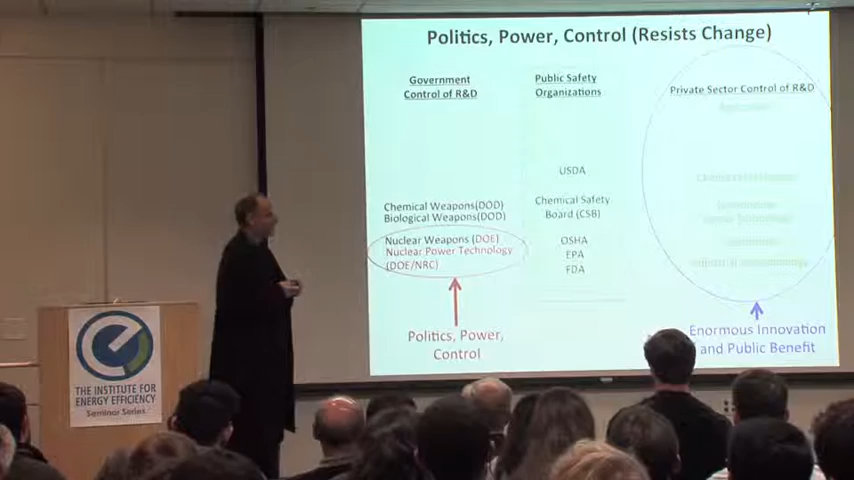 Politics, Power, Control (Resists Change)
Government
Control of R&D
Public Safety
Organizations
Private Sector Control of R&D
USDA
Chemical Weapons(DOD)
Biological Weapons(DOD)
Chemical Safety
Board (CSB)
Nuclear Weapons (DOE)
Nuclear Power Technology
(DOE/NRC)
OSHA
EPA
FDA
Politics, Power,
Control
Enormous Innovation
and Public Benefit
THE INSTITUTE FOR
ENERGY EFFICIENCY
Seminar Series